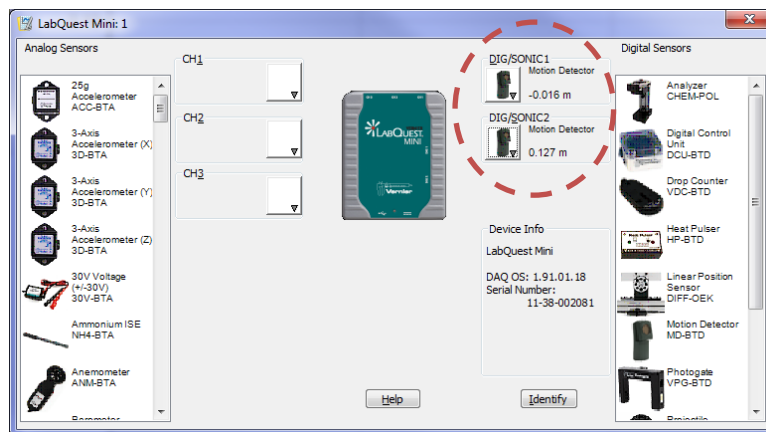 LabQuest Mini: 1
Analog Sensors
25g
Accelerometer
ACC-BTA
3-Axis
Accelerometer (X)
3D-BTA
3-Axis
Accelerometer (Y)
3D-BTA
3-Axis
Accelerometer (Z)
3D-BTA
30V Voltage
(+/-30V)
30V-BTA
Ammonium ISE
NH4-BTA
Anemometer
ANM-BTA
Barometer
CH1
CH2
CH3
LABQUEST
MINI
Vernier
Help
DIG/SONIC1
Motion Detector
-0.016 m
DIG/SONIC2
Motion Detector
0.127 m
Device Info
LabQuest Mini
DAQ OS: 1.91.01.18
Serial Number:
11-38-002081
Identify
Digital Sensors
Analyzer
CHEM-POL
Digital Control
Unit
DCU-BTD
Drop Counter
VDC-BTD
Heat Pulser
HP-BTD
Linear Position
Sensor
DIFF-OEK
Motion Detector
MD-BTD
Photogate
VPG-BTD
Projectile